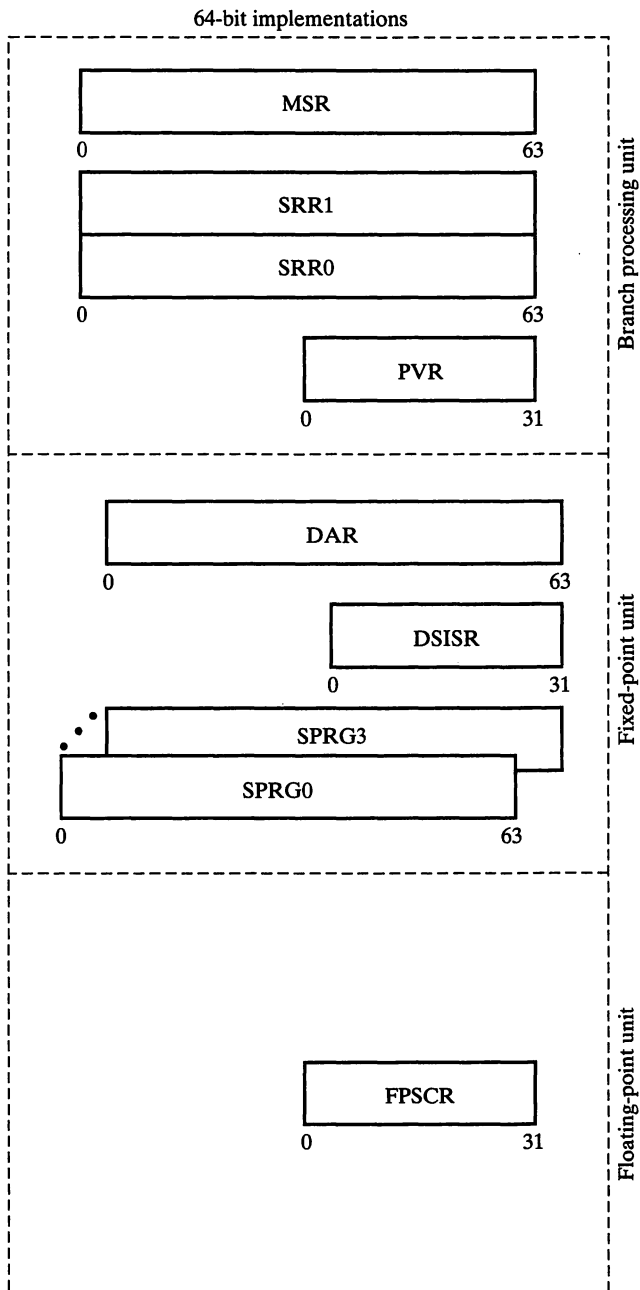 64-bit implementations
MSR
0 63
SRR1
SRR0
0 63
PVR
0 31
Branch processing unit
DAR
0 63
DSISR
0 31
SPRG3
SPRG0
0 63
Fixed-point unit
FPSCR
0 31
Floating-point unit